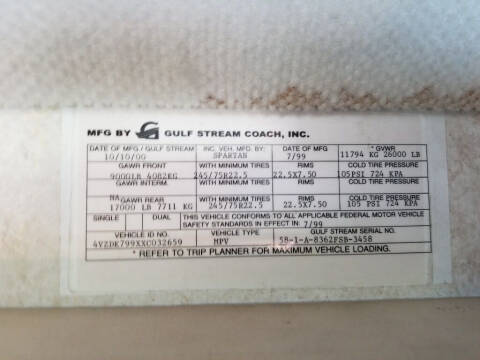 MFG BY GULF STREAM COACH, INC.
DATE OF MFG / GULF STREAM INC. VEH. MFG. BY: DATE OF MFG * GVWR
10/10/00 SPARTAN 7/99 11794 KG 26000 LB
GAWR FRONT WITH MINIMUM TIRES RIMS COLD TIRE PRESSURE
9000LB 4082KG 245/75R22.5 22.5X7.50 105PSI 724 KPA
GAWR INTERM. WITH MINIMUM TIRES RIMS COLD TIRE PRESSURE
NA
GAWR REAR WITH MINIMUM TIRES RIMS COLD TIRE PRESSURE
17000 LB 7711 KG 245/75R22.5 22.5X7.50 105 PSI 724 KPA
SINGLE DUAL THIS VEHICLE CONFORMS TO ALL APPLICABLE FEDERAL MOTOR VEHICLE
SAFETY STANDARDS IN EFFECT IN: 7/99
VEHICLE ID NO. VEHICLE TYPE GULF STREAM SERIAL NO.
4VZDK799XXC032659 MPV 58-1-A-8362FSB-3458
* REFER TO TRIP PLANNER FOR MAXIMUM VEHICLE LOADING.